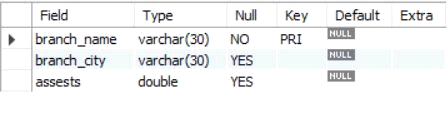 Field Type Null Key Default Extra
branch_name varchar(30) NO PRI NULL
branch_city varchar(30) YES NULL
assests double YES NULL